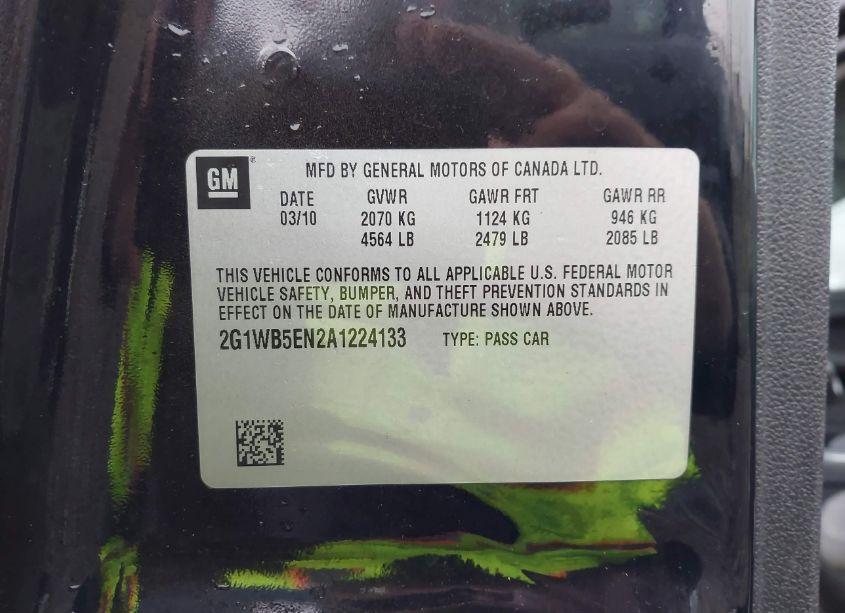 GM ®
MFD BY GENERAL MOTORS OF CANADA LTD.
DATE GVWR GAWR FRT GAWR RR
03/10 2070 KG 1124 KG 946 KG
4564 LB 2479 LB 2085 LB
THIS VEHICLE CONFORMS TO ALL APPLICABLE U.S. FEDERAL MOTOR
VEHICLE SAFETY, BUMPER, AND THEFT PREVENTION STANDARDS IN
EFFECT ON THE DATE OF MANUFACTURE SHOWN ABOVE.
2G1WB5EN2A1224133 TYPE: PASS CAR